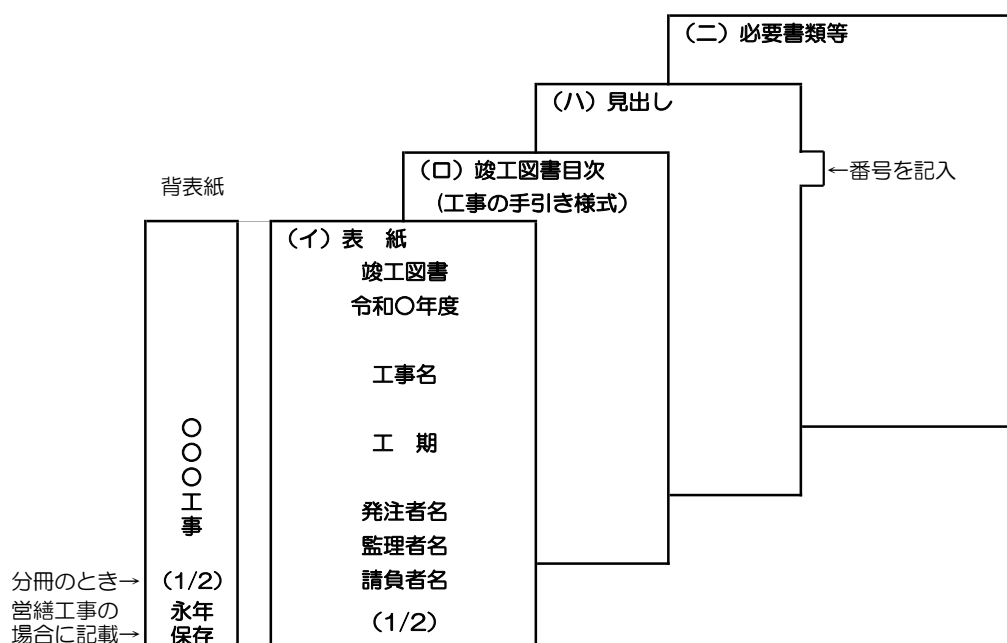 (ニ) 必要書類等
(ハ) 見出し
←番号を記入
(ロ) 竣工図書目次
(工事の手引き様式)
背表紙
(イ) 表　紙
竣工図書
令和〇年度
工事名
工　期
発注者名
監理者名
請負者名
(1/2)
〇〇〇工事
分冊のとき→
(1/2)
営繕工事の
場合に記載→
永年
保存